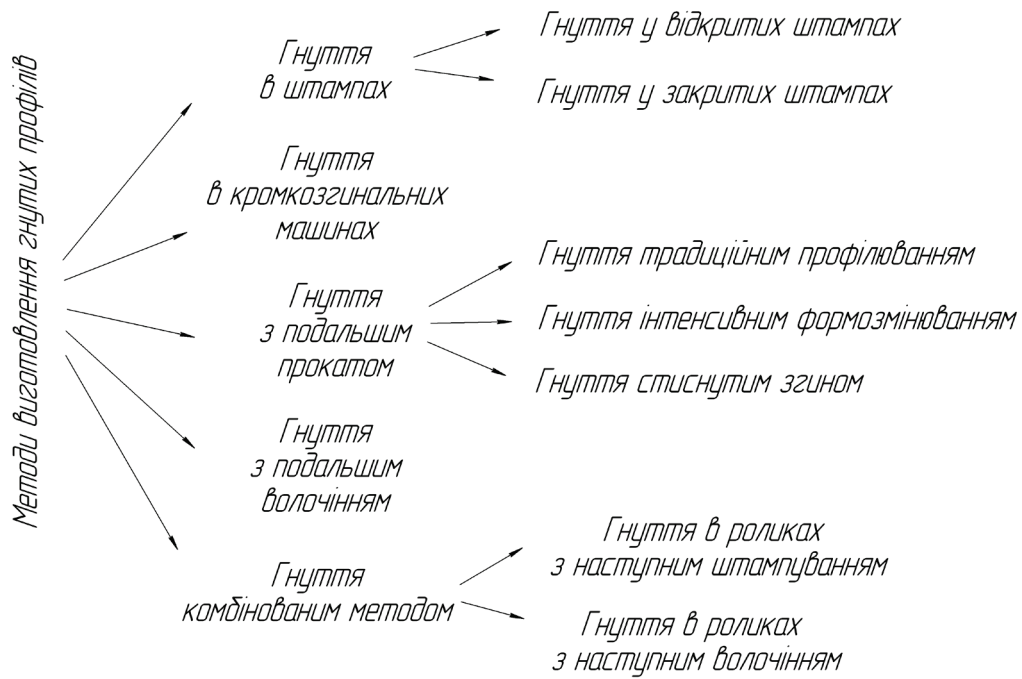 Методи виготовлення гнутих профілів
Гнуття
в штампах
Гнуття у відкритих штампах
Гнуття у закритих штампах
Гнуття
в кромкозгинальних
машинах
Гнуття
з подальшим
прокатом
Гнуття традиційним профілюванням
Гнуття інтенсивним формозмінюванням
Гнуття стиснутим згином
Гнуття
з подальшим
волочінням
Гнуття
комбінованим методом
Гнуття в роликах
з наступним штампуванням
Гнуття в роликах
з наступним волочінням